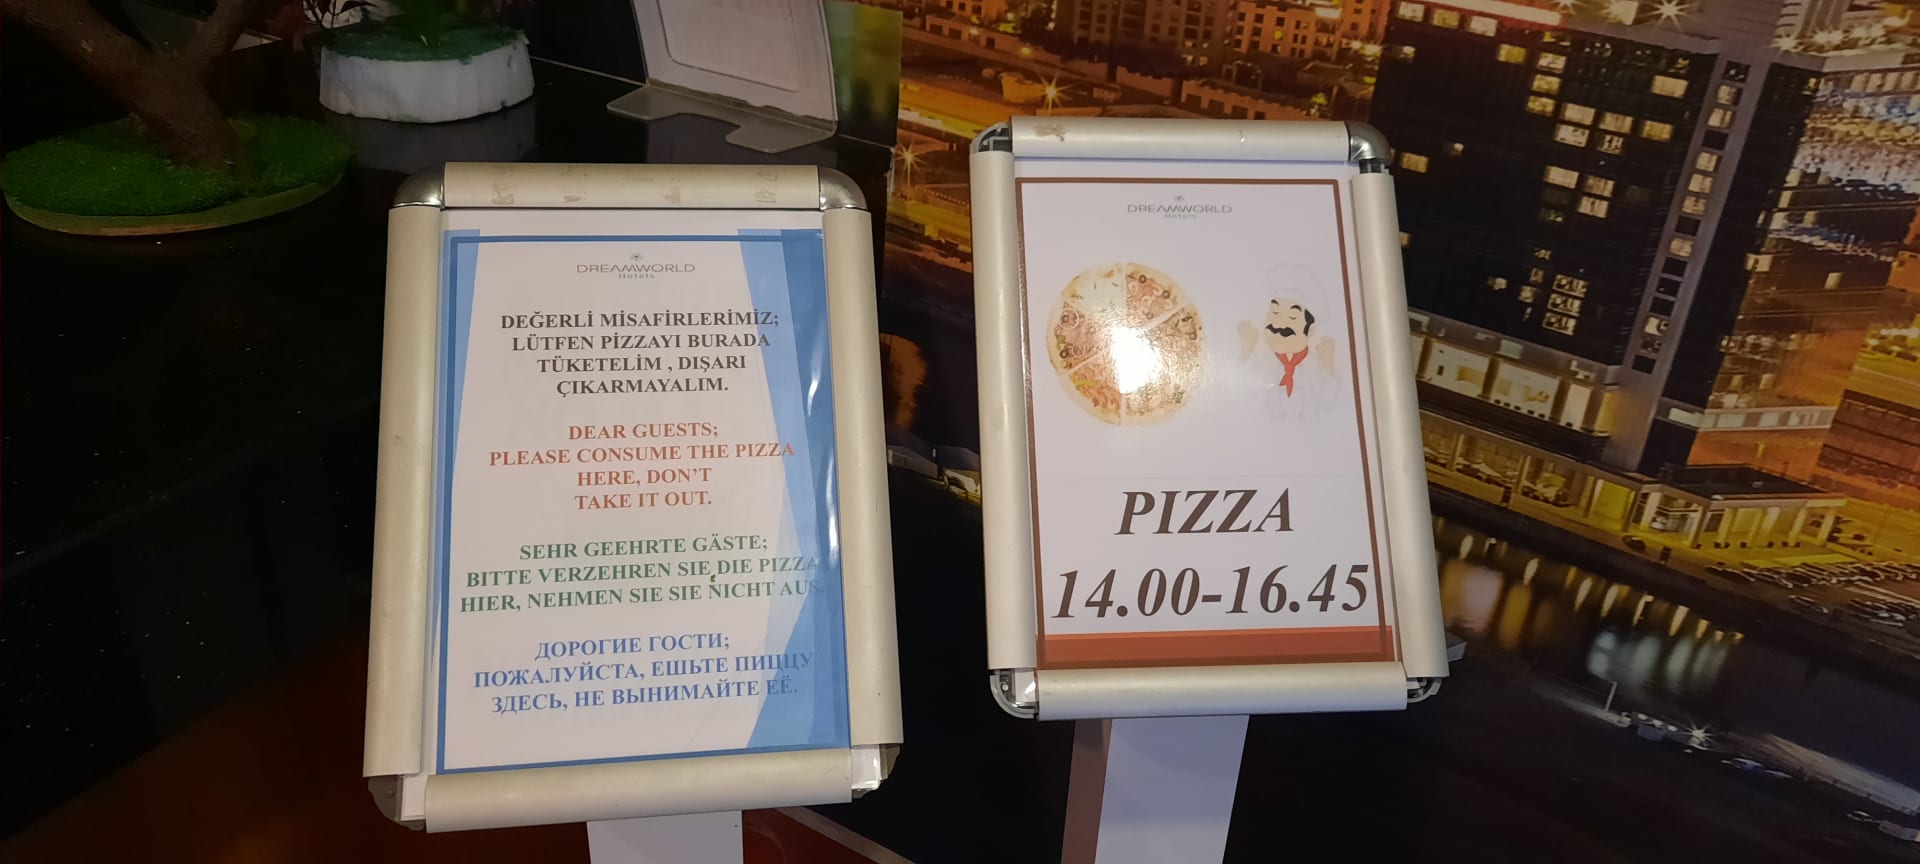 DREAMWORLD
Hotels
DEĞERLİ MİSAFİRLERİMİZ;
LÜTFEN PİZZAYI BURADA
TÜKETELİM , DIŞARI
ÇIKARMAYALIM.
DEAR GUESTS;
PLEASE CONSUME THE PIZZA
HERE, DON'T
TAKE IT OUT.
SEHR GEEHRTE GÄSTE;
BITTE VERZEHREN SIE DIE PIZZA
HIER, NEHMEN SIE SIE NICHT AUS.
ДОРОГИЕ ГОСТИ;
ПОЖАЛУЙСТА, ЕШЬТЕ ПИЦЦУ
ЗДЕСЬ, НЕ ВЫНИМАЙТЕ ЕЁ.
DREAMWORLD
Hotels
PIZZA
14.00-16.45